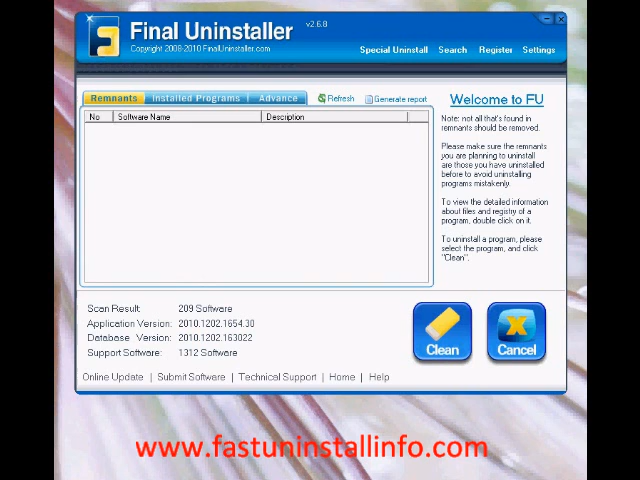 Final Uninstaller v2.6.8
Copyright 2008-2010 FinalUninstaller.com
Special Uninstall Search Register Settings
Remnants Installed Programs Advance Refresh Generate report
No Software Name Description
Welcome to FU
Note: not all that's found in
remnants should be removed.
Please make sure the remnants
you are planning to uninstall
are those you have uninstalled
before to avoid uninstalling
programs mistakenly.
To view the detailed information
about files and registry of a
program, double click on it.
To uninstall a program, please
select the program, and click
"Clean".
Scan Result: 209 Software
Application Version: 2010.1202.1654.30
Database Version: 2010.1202.163022
Support Software: 1312 Software
Clean Cancel
Online Update | Submit Software | Technical Support | Home | Help
www.fastuninstallinfo.com